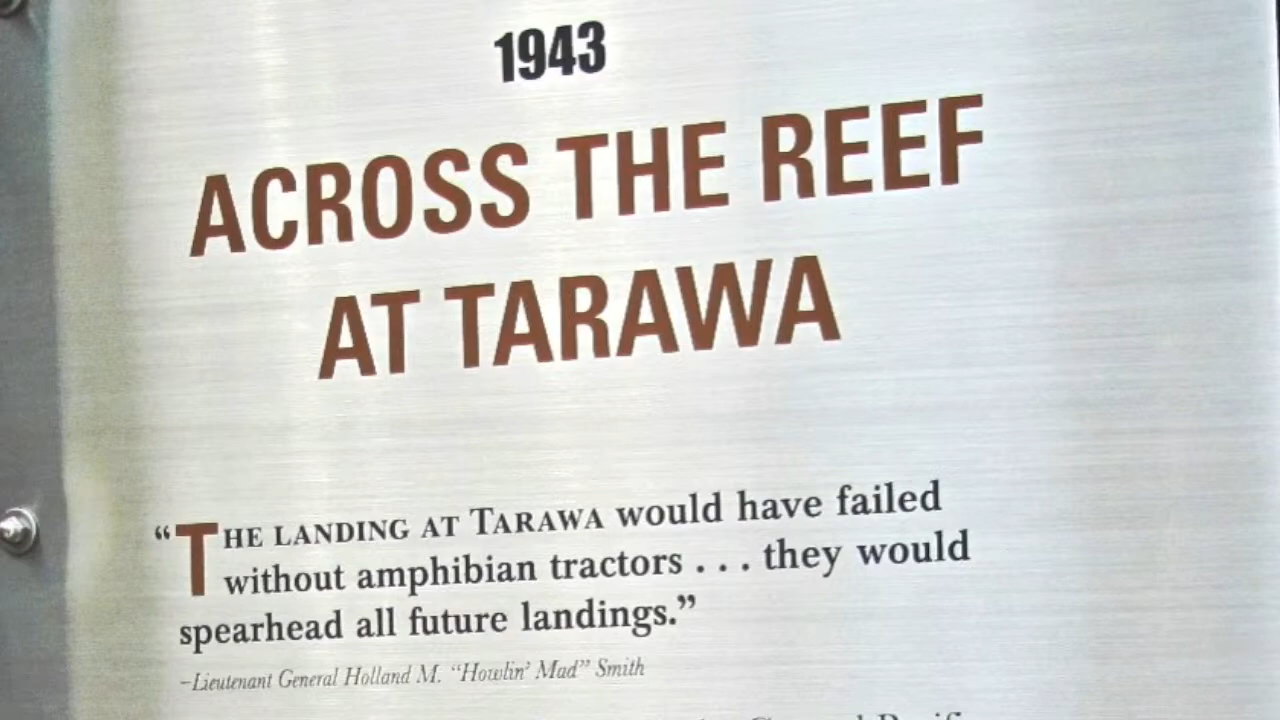 1943
ACROSS THE REEF
AT TARAWA
“THE LANDING AT TARAWA would have failed
without amphibian tractors . . . they would
spearhead all future landings.”
–Lieutenant General Holland M. “Howlin’ Mad” Smith